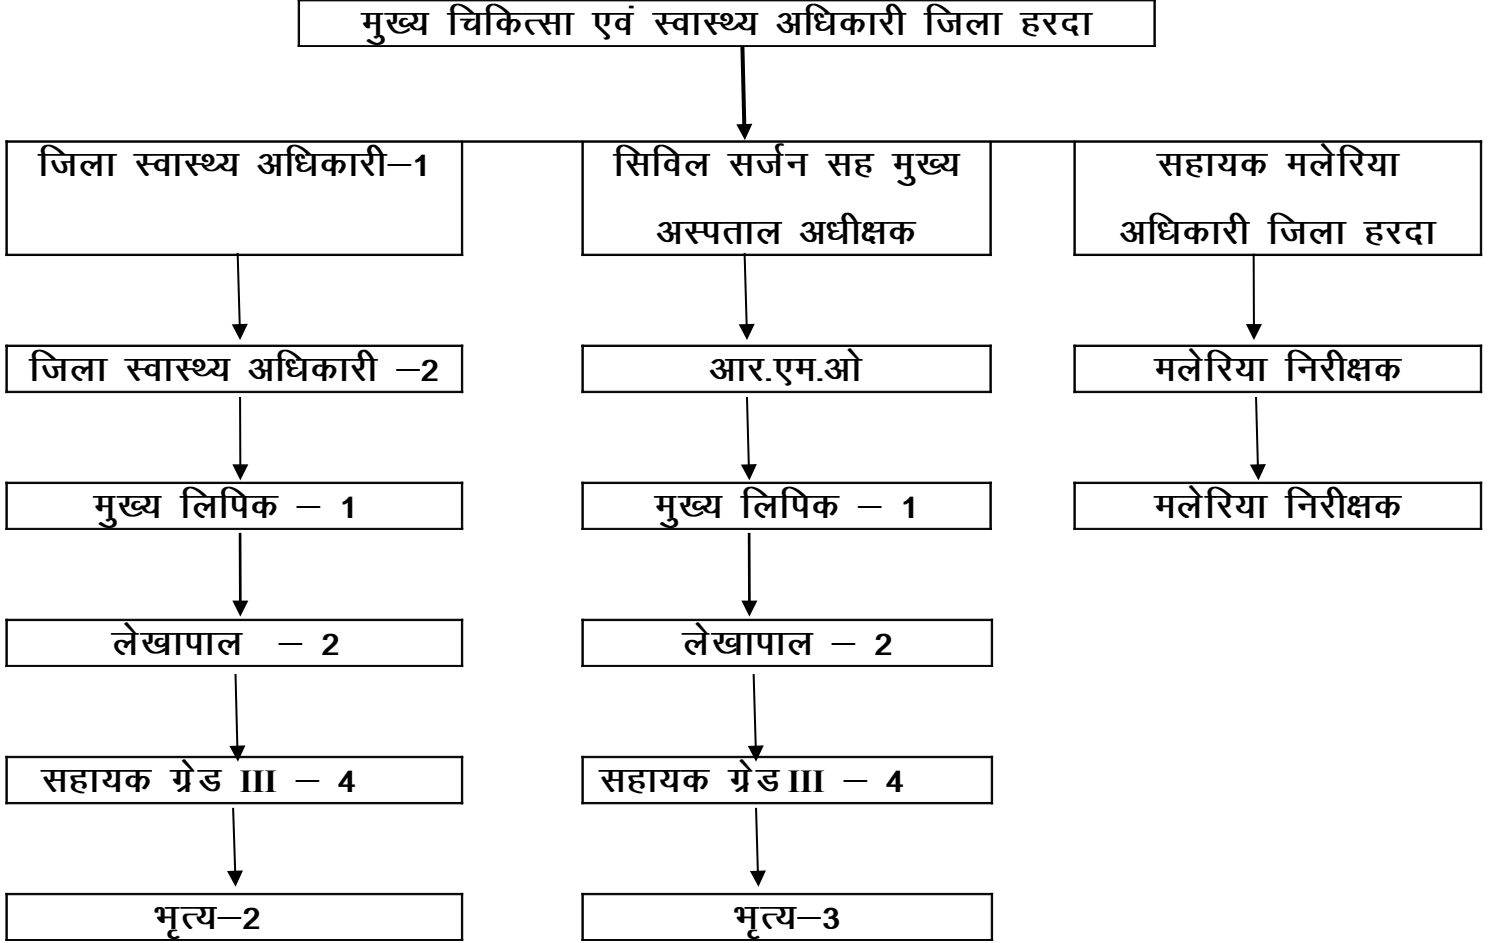 मुख्य चिकित्सा एवं स्वास्थ्य अधिकारी जिला हरदा
जिला स्वास्थ्य अधिकारी–1
सिविल सर्जन सह मुख्य
अस्पताल अधीक्षक
सहायक मलेरिया
अधिकारी जिला हरदा
जिला स्वास्थ्य अधिकारी –2
आर.एम.ओ
मलेरिया निरीक्षक
मुख्य लिपिक – 1
मुख्य लिपिक – 1
मलेरिया निरीक्षक
लेखापाल – 2
लेखापाल – 2
सहायक ग्रेड III – 4
सहायक ग्रेड III – 4
भृत्य–2
भृत्य–3